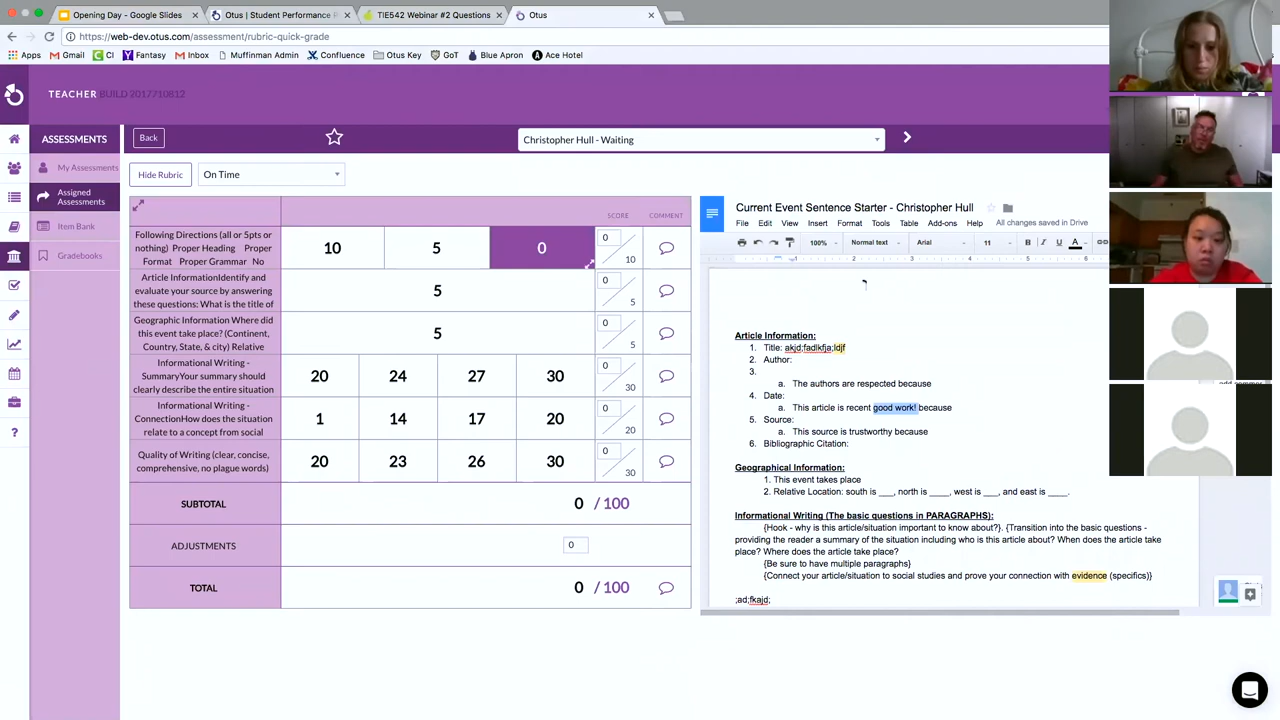 Opening Day - Google Slides
Otus | Student Performance P
TIE542 Webinar #2 Questions
Otus
https://web-dev.otus.com/assessment/rubric-quick-grade
Apps Gmail CI Fantasy Inbox Muffinman Admin Confluence Otus Key GoT Blue Apron Ace Hotel
TEACHER BUILD 2017710812
ASSESSMENTS
Back
Christopher Hull - Waiting
My Assessments
Assigned Assessments
Item Bank
Gradebooks
Hide Rubric
On Time
SCORE COMMENT
Following Directions (all or 5pts or
nothing) Proper Heading Proper
Format Proper Grammar No
10 5 0 0 10
Article InformationIdentify and
evaluate your source by answering
these questions: What is the title of
5 0 5
Geographic Information Where did
this event take place? (Continent,
Country, State, & city) Relative
5 0 5
Informational Writing -
SummaryYour summary should
clearly describe the entire situation
20 24 27 30 0 30
Informational Writing -
ConnectionHow does the situation
relate to a concept from social
1 14 17 20 0 20
Quality of Writing (clear, concise,
comprehensive, no plague words)
20 23 26 30 0 30
SUBTOTAL 0 / 100
ADJUSTMENTS 0
TOTAL 0 / 100
?
Current Event Sentence Starter - Christopher Hull
File Edit View Insert Format Tools Table Add-ons Help All changes saved in Drive
100% Normal text Arial 11 B I U A
1 2 3 4 5 6
Article Information:
1. Title: akjd;fadlkfja;ldjf
2. Author:
3.
a. The authors are respected because
4. Date:
a. This article is recent good work! because
5. Source:
a. This source is trustworthy because
6. Bibliographic Citation:
Geographical Information:
1. This event takes place
2. Relative Location: south is ___, north is ____, west is ___, and east is ____.
Informational Writing (The basic questions in PARAGRAPHS):
{Hook - why is this article/situation important to know about?}. {Transition into the basic questions -
providing the reader a summary of the situation including who is this article about? When does the article take
place? Where does the article take place?
{Be sure to have multiple paragraphs}
{Connect your article/situation to social studies and prove your connection with evidence (specifics)}
;ad;fkajd;